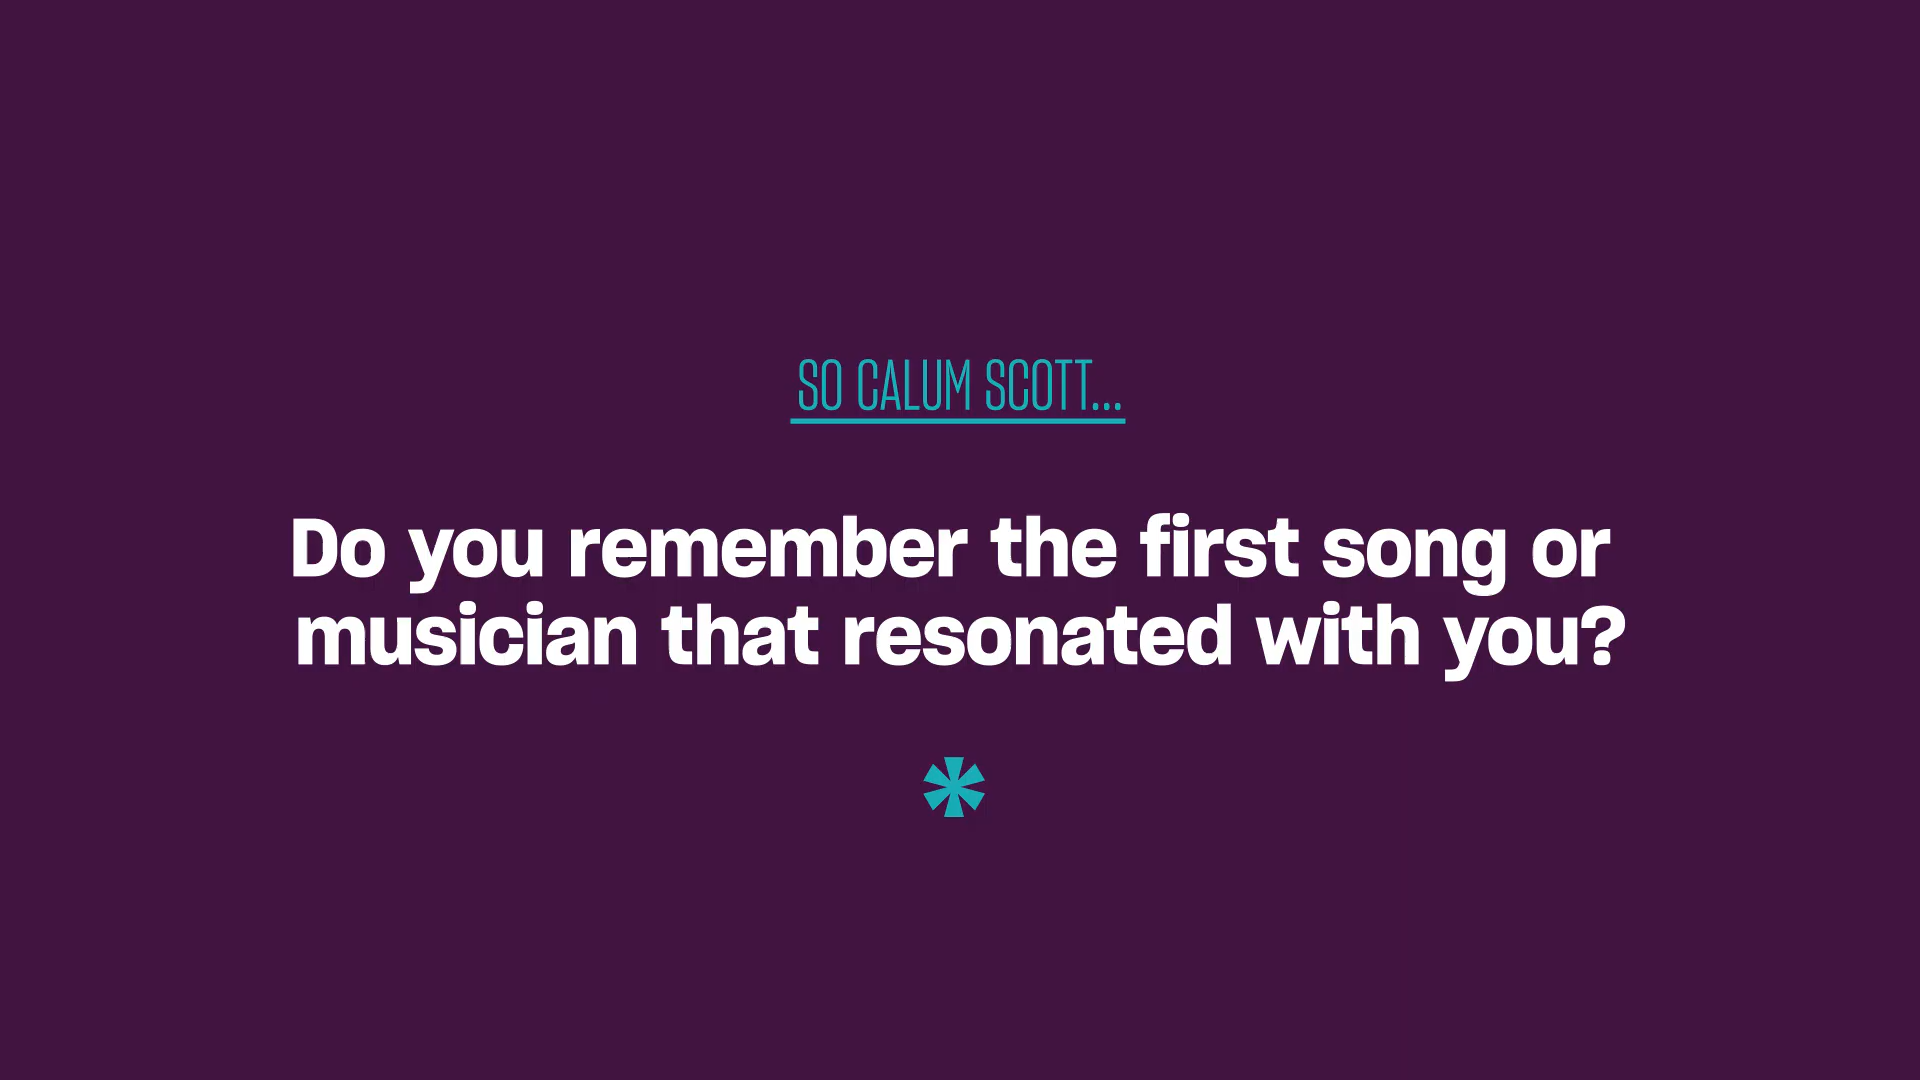 SO CALUM SCOTT...
Do you remember the first song or
musician that resonated with you?